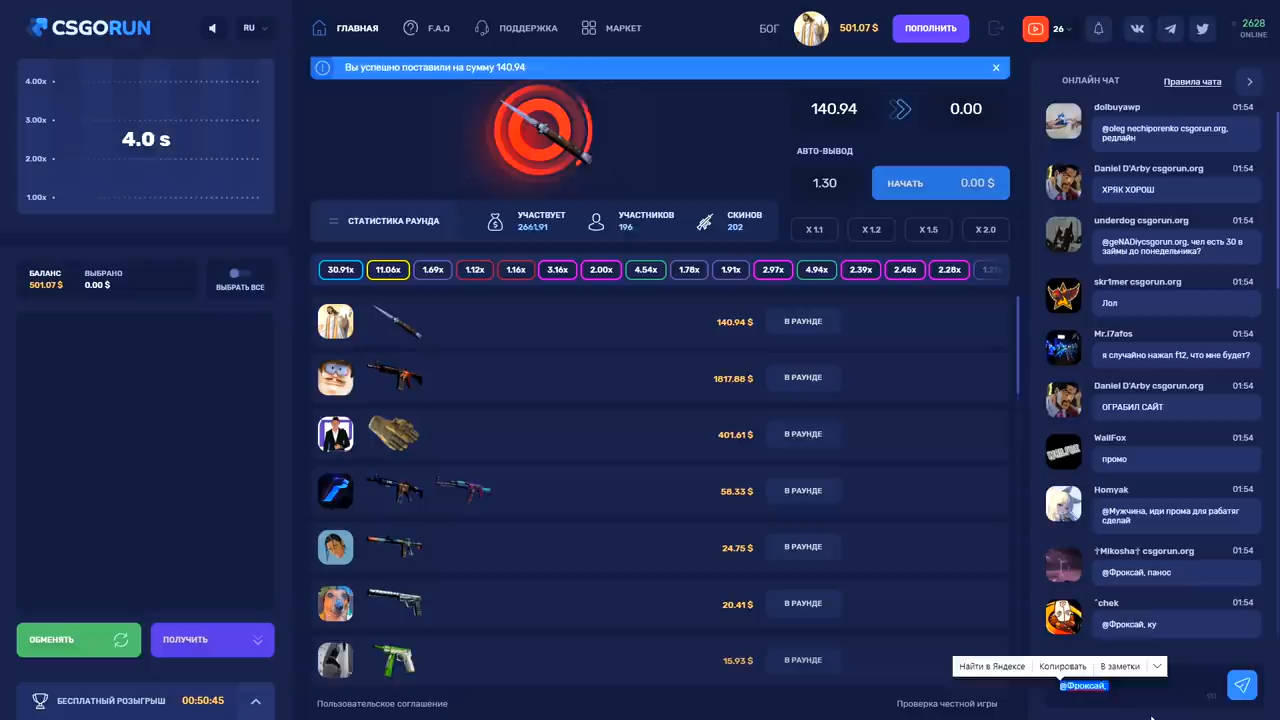 CSGORUN
RU
ГЛАВНАЯ
F.A.Q
ПОДДЕРЖКА
МАРКЕТ
БОГ
501.07 $
ПОПОЛНИТЬ
26
2628
ONLINE
4.00x
3.00x
2.00x
1.00x
4.0 s
Вы успешно поставили на сумму 140.94
140.94
0.00
АВТО-ВЫВОД
1.30
НАЧАТЬ 0.00 $
СТАТИСТИКА РАУНДА
УЧАСТВУЕТ
2661.91
УЧАСТНИКОВ
196
СКИНОВ
202
X 1.1
X 1.2
X 1.5
X 2.0
БАЛАНС
501.07 $
ВЫБРАНО
0.00 $
ВЫБРАТЬ ВСЕ
30.91x 11.06x 1.69x 1.12x 1.16x 3.16x 2.00x 4.54x 1.78x 1.91x 2.97x 4.94x 2.39x 2.45x 2.28x
140.94 $ В РАУНДЕ
1817.88 $ В РАУНДЕ
401.61 $ В РАУНДЕ
58.33 $ В РАУНДЕ
24.75 $ В РАУНДЕ
20.41 $ В РАУНДЕ
15.93 $ В РАУНДЕ
ОБМЕНЯТЬ
ПОЛУЧИТЬ
БЕСПЛАТНЫЙ РОЗЫГРЫШ 00:50:45
Пользовательское соглашение
Проверка честной игры
ОНЛАЙН ЧАТ
Правила чата
dolbuyawp 01:54
@oleg nechiporenko csgorun.org,
редлайн
Daniel D'Arby csgorun.org 01:54
ХРЯК ХОРОШ
underdog csgorun.org 01:54
@geNADiycsgorun.org, чел есть 30 в
займы до понедельника?
skr1mer csgorun.org 01:54
Лол
Mr.i7afos 01:54
я случайно нажал f12, что мне будет?
Daniel D'Arby csgorun.org 01:54
ОГРАБИЛ САЙТ
WallFox 01:54
промо
Homyak 01:54
@Мужчина, иди прома для рабатяг
сделай
†Mikosha† csgorun.org 01:54
@Фроксай, панос
ˆchek 01:54
@Фроксай, ку
Найти в Яндексе
Копировать
В заметки
@Фроксай,